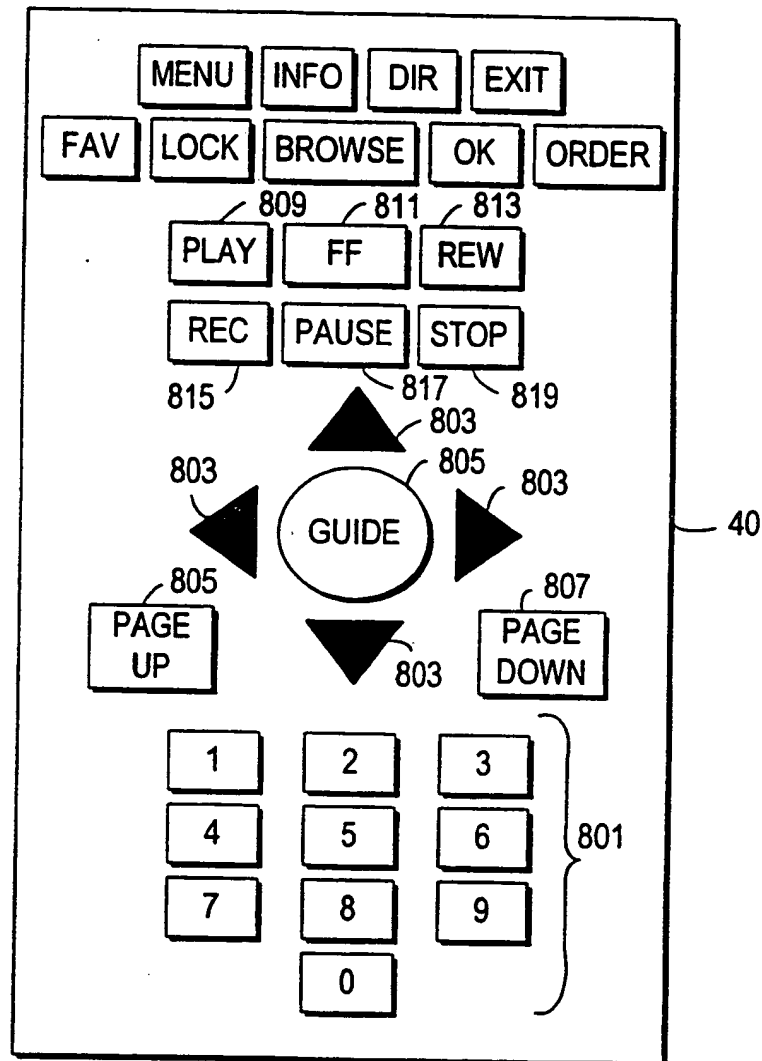 MENU INFO DIR EXIT
FAV LOCK BROWSE OK ORDER
809 811 813
PLAY FF REW
REC PAUSE STOP
815 817 819
803
803 805 803
GUIDE 40
805 807
PAGE UP PAGE DOWN
803
1 2 3
4 5 6 801
7 8 9
0